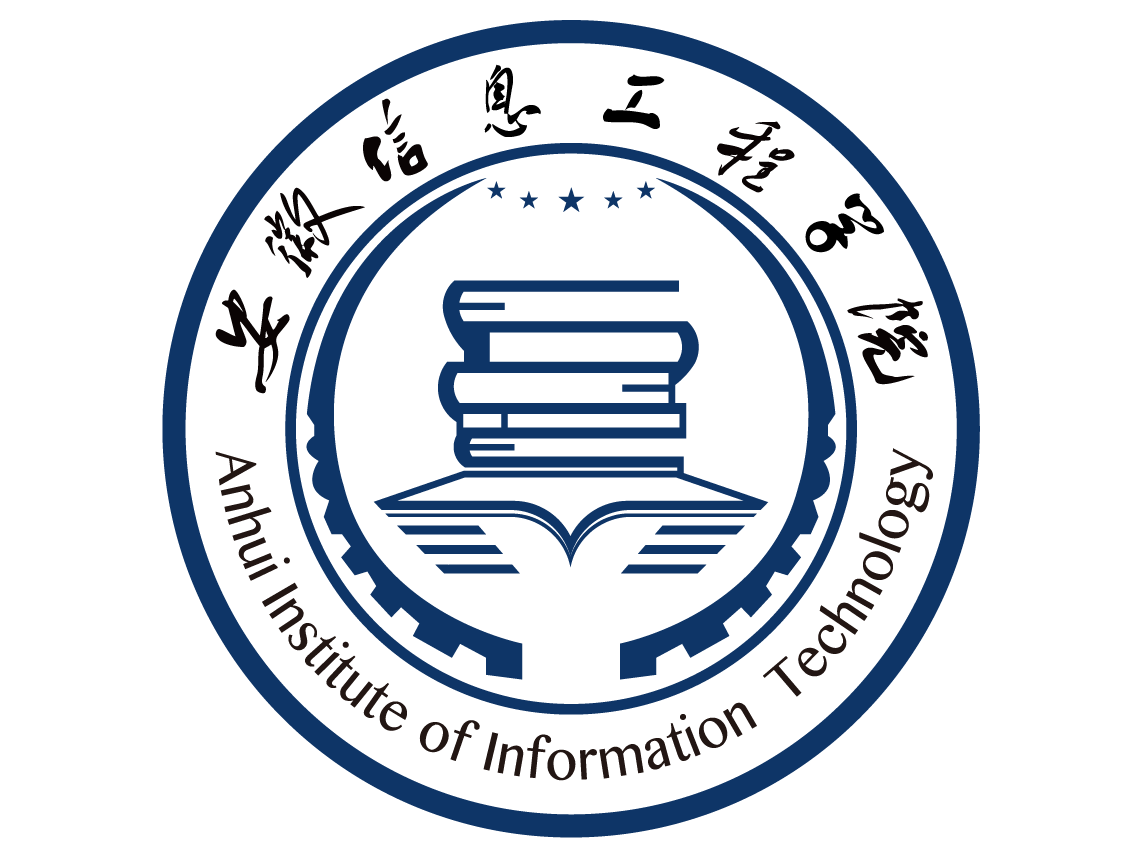 安徽信息工程学院
Anhui Institute of Information Technology